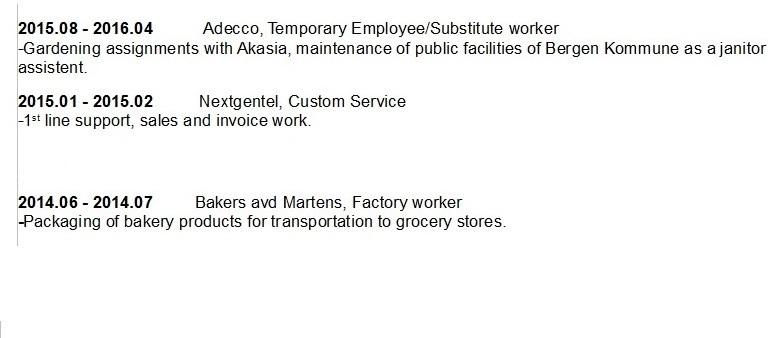 2015.08 - 2016.04 Adecco, Temporary Employee/Substitute worker
-Gardening assignments with Akasia, maintenance of public facilities of Bergen Kommune as a janitor
assistent.
2015.01 - 2015.02 Nextgentel, Custom Service
-1st line support, sales and invoice work.
2014.06 - 2014.07 Bakers avd Martens, Factory worker
-Packaging of bakery products for transportation to grocery stores.